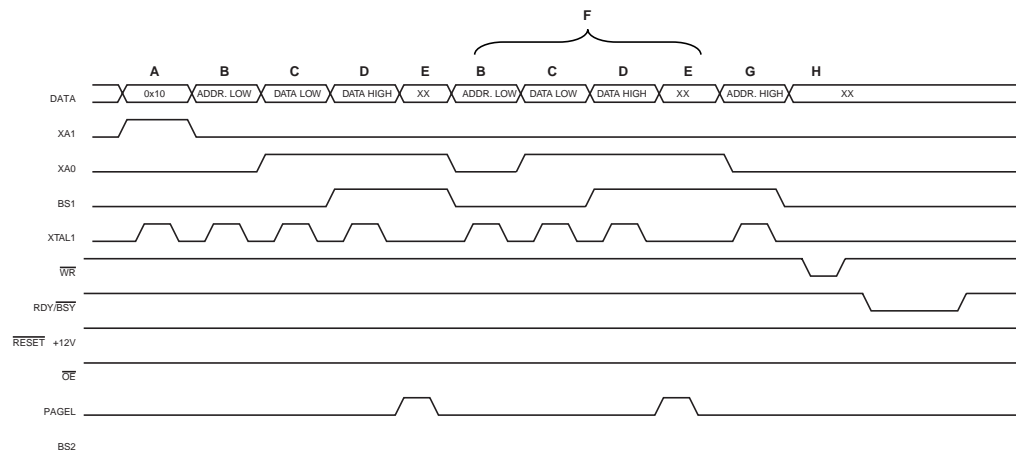 F
A B C D E B C D E G H
DATA 0x10 ADDR. LOW DATA LOW DATA HIGH XX ADDR. LOW DATA LOW DATA HIGH XX ADDR. HIGH XX
XA1
XA0
BS1
XTAL1
WR
RDY/BSY
RESET +12V
OE
PAGEL
BS2